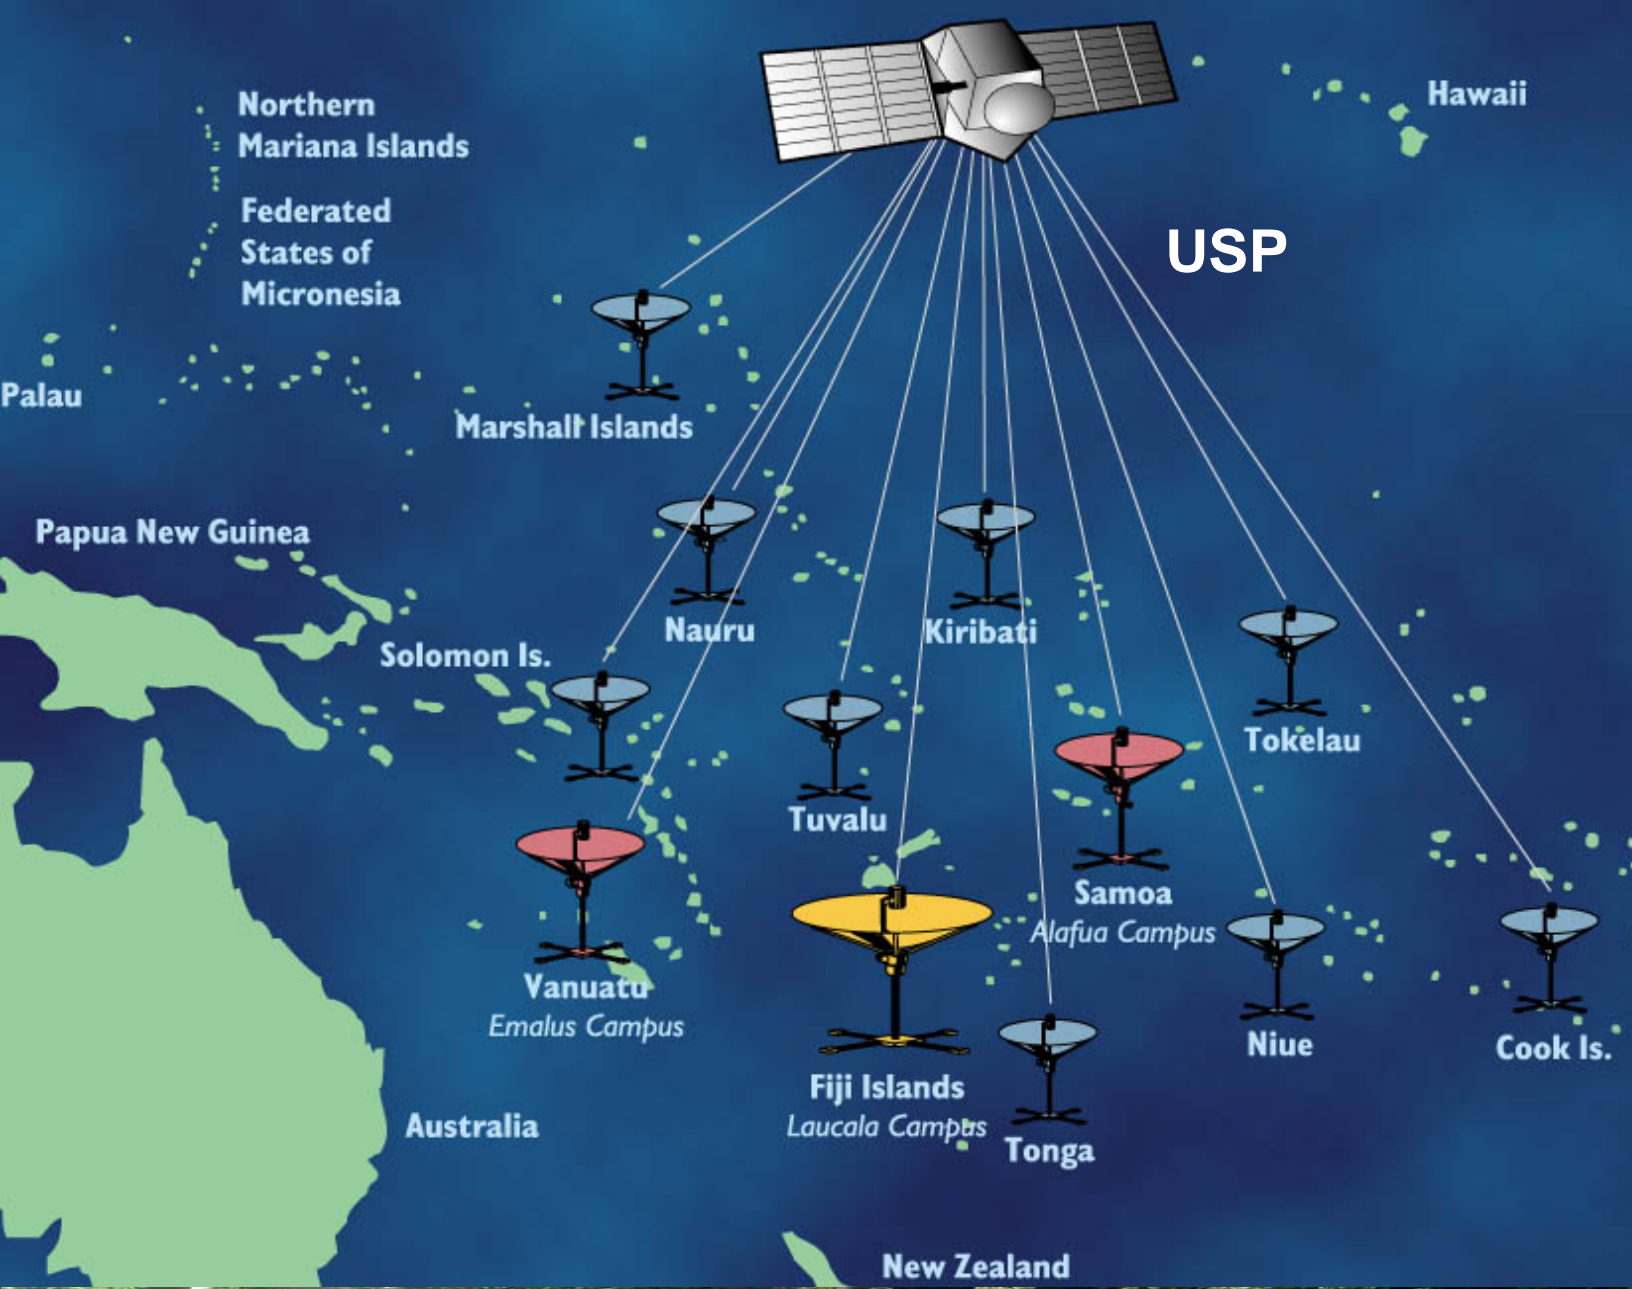 Northern
Mariana Islands
Hawaii
Federated
States of
Micronesia
USP
Palau
Marshall Islands
Papua New Guinea
Nauru
Kiribati
Solomon Is.
Tokelau
Tuvalu
Samoa
Alafua Campus
Vanuatu
Emalus Campus
Niue
Cook Is.
Fiji Islands
Laucala Campus
Australia
Tonga
New Zealand